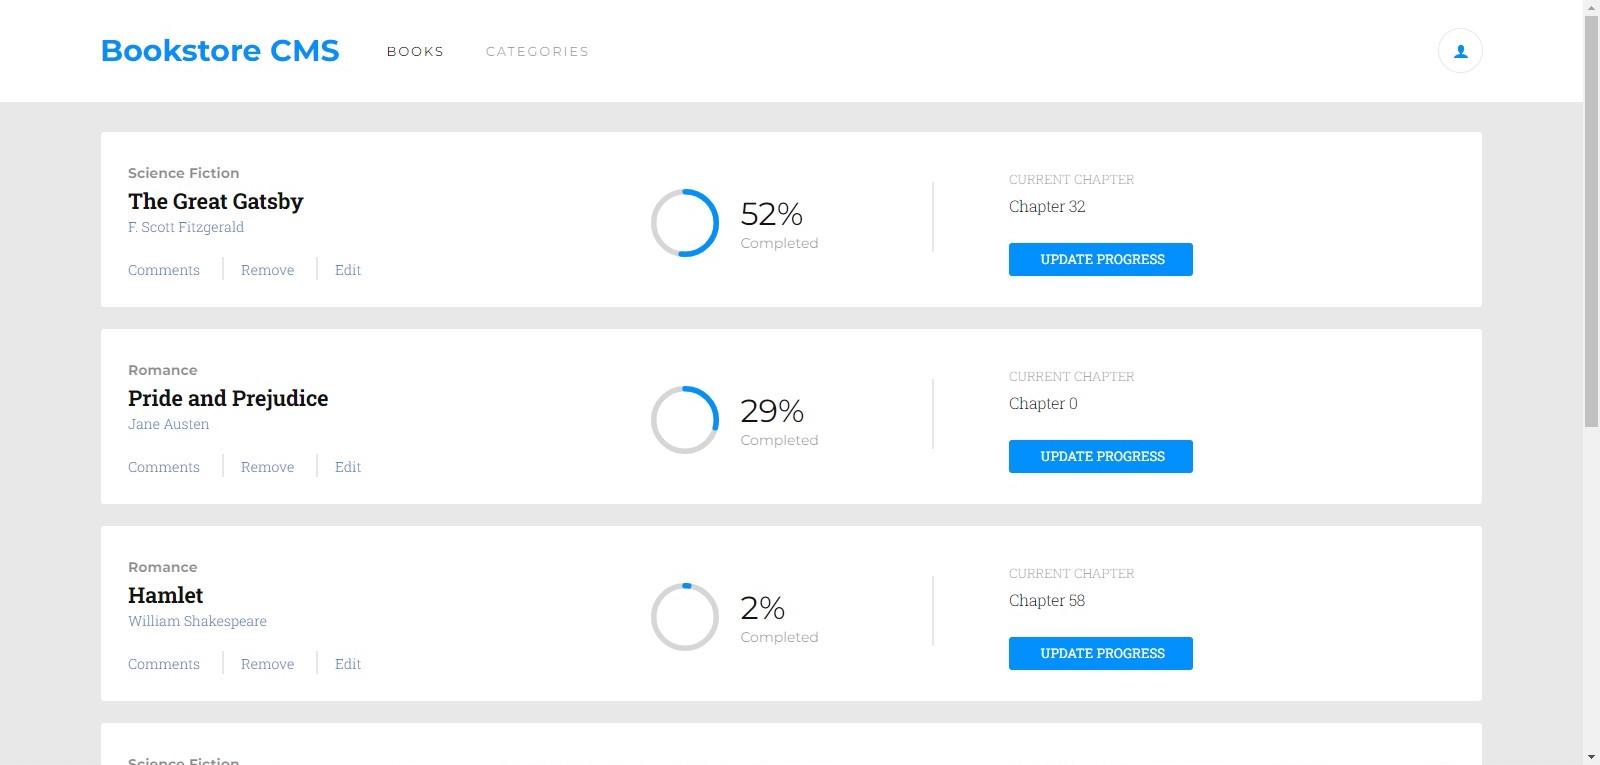 Bookstore CMS
BOOKS
CATEGORIES
Science Fiction
The Great Gatsby
F. Scott Fitzgerald
Comments
Remove
Edit
52%
Completed
CURRENT CHAPTER
Chapter 32
UPDATE PROGRESS
Romance
Pride and Prejudice
Jane Austen
Comments
Remove
Edit
29%
Completed
CURRENT CHAPTER
Chapter 0
UPDATE PROGRESS
Romance
Hamlet
William Shakespeare
Comments
Remove
Edit
2%
Completed
CURRENT CHAPTER
Chapter 58
UPDATE PROGRESS
Science Fiction